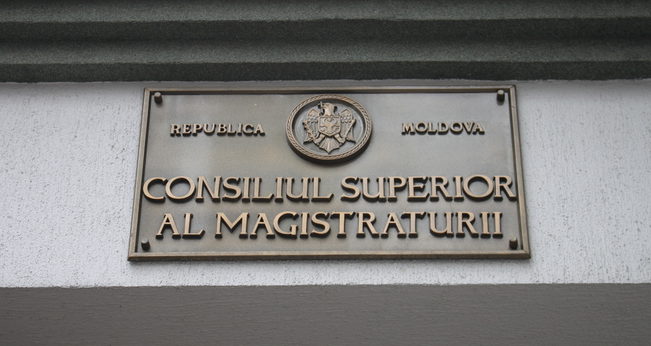 REPUBLICA MOLDOVA
CONSILIUL SUPERIOR
AL MAGISTRATURII